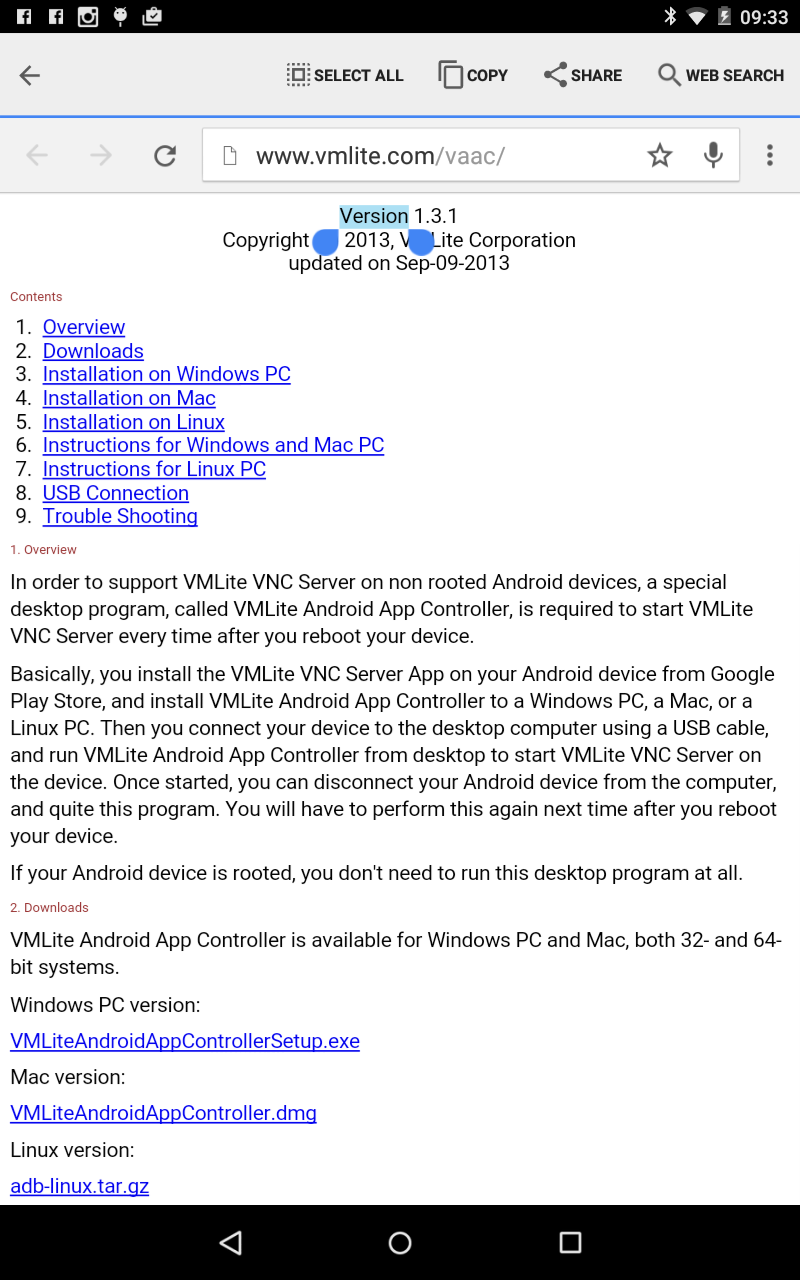 09:33
SELECT ALL COPY SHARE WEB SEARCH
www.vmlite.com/vaac/
Version 1.3.1
Copyright 2013, Lite Corporation
updated on Sep-09-2013
Contents
1. Overview
2. Downloads
3. Installation on Windows PC
4. Installation on Mac
5. Installation on Linux
6. Instructions for Windows and Mac PC
7. Instructions for Linux PC
8. USB Connection
9. Trouble Shooting
1. Overview
In order to support VMLite VNC Server on non rooted Android devices, a special
desktop program, called VMLite Android App Controller, is required to start VMLite
VNC Server every time after you reboot your device.
Basically, you install the VMLite VNC Server App on your Android device from Google
Play Store, and install VMLite Android App Controller to a Windows PC, a Mac, or a
Linux PC. Then you connect your device to the desktop computer using a USB cable,
and run VMLite Android App Controller from desktop to start VMLite VNC Server on
the device. Once started, you can disconnect your Android device from the computer,
and quite this program. You will have to perform this again next time after you reboot
your device.
If your Android device is rooted, you don't need to run this desktop program at all.
2. Downloads
VMLite Android App Controller is available for Windows PC and Mac, both 32- and 64-
bit systems.
Windows PC version:
VMLiteAndroidAppControllerSetup.exe
Mac version:
VMLiteAndroidAppController.dmg
Linux version:
adb-linux.tar.gz